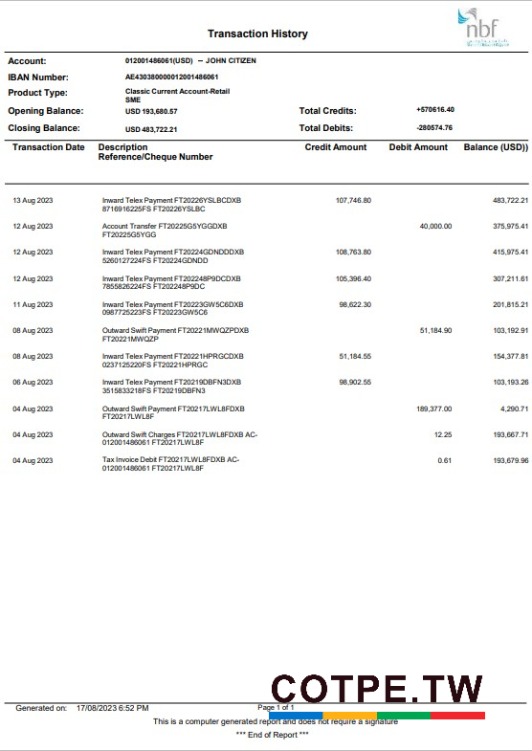 nbf
Transaction History
Account: 012001486061(USD) – JOHN CITIZEN
IBAN Number: AE430380000012001486061
Product Type: Classic Current Account-Retail
SME
Opening Balance: USD 193,680.57 Total Credits: +570616.40
Closing Balance: USD 483,722.21 Total Debits: -280574.76
Transaction Date Description Credit Amount Debit Amount Balance (USD))
Reference/Cheque Number
13 Aug 2023 Inward Telex Payment FT20226YSLBCDXB 107,746.80 483,722.21
8716916225FS FT20226YSLBC
12 Aug 2023 Account Transfer FT20225G5YGGDXB 40,000.00 375,975.41
FT20225G5YGG
12 Aug 2023 Inward Telex Payment FT20224GDNDDDXB 108,763.80 415,975.41
5260127224FS FT20224GDNDD
12 Aug 2023 Inward Telex Payment FT202248P9DCDXB 105,396.40 307,211.61
7855826224FS FT202248P9DC
11 Aug 2023 Inward Telex Payment FT20223GW5C6DXB 98,622.30 201,815.21
0987725223FS FT20223GW5C6
08 Aug 2023 Outward Swift Payment FT20221MWQZPDXB 51,184.90 103,192.91
FT20221MWQZP
08 Aug 2023 Inward Telex Payment FT20221HPRGCDXB 51,184.55 154,377.81
0237125220FS FT20221HPRGC
06 Aug 2023 Inward Telex Payment FT20219DBFN3DXB 98,902.55 103,193.26
3515833218FS FT20219DBFN3
04 Aug 2023 Outward Swift Payment FT20217LWL8FDXB 189,377.00 4,290.71
FT20217LWL8F
04 Aug 2023 Outward Swift Charges FT20217LWL8FDXB AC- 12.25 193,667.71
012001486061 FT20217LWL8F
04 Aug 2023 Tax Invoice Debit FT20217LWL8FDXB AC- 0.61 193,679.96
012001486061 FT20217LWL8F
COTPE.TW
Generated on: 17/08/2023 6:52 PM Page 1 of 1
This is a computer generated report and does not require a signature
*** End of Report ***